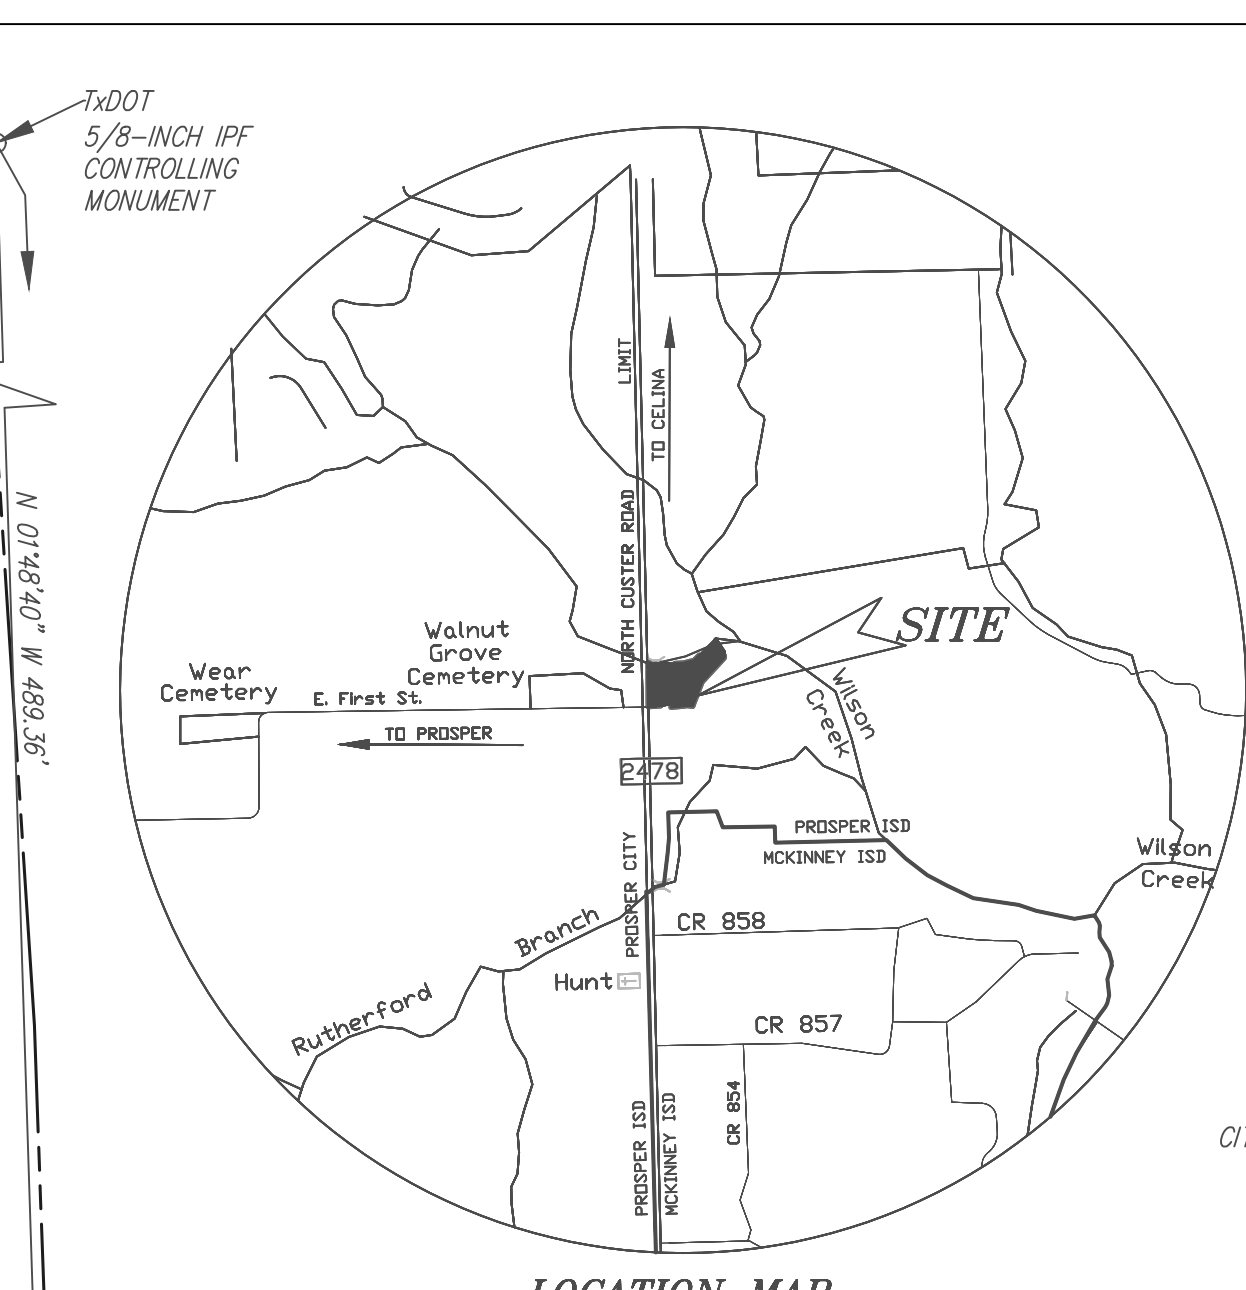 TxDOT
5/8-INCH IPF
CONTROLLING
MONUMENT
N 01°48'40" W 489.36'
LIMIT
TO CELINA
NORTH CUSTER ROAD
SITE
Walnut
Grove
Cemetery
Wear
Cemetery
E. First St.
TO PROSPER
Wilson
Creek
2478
PROSPER ISD
MCKINNEY ISD
Wilson
Creek
PROSPER CITY
CR 858
Branch
Hunt
Rutherford
CR 857
CR 854
PROSPER ISD
MCKINNEY ISD
LOCATION MAP